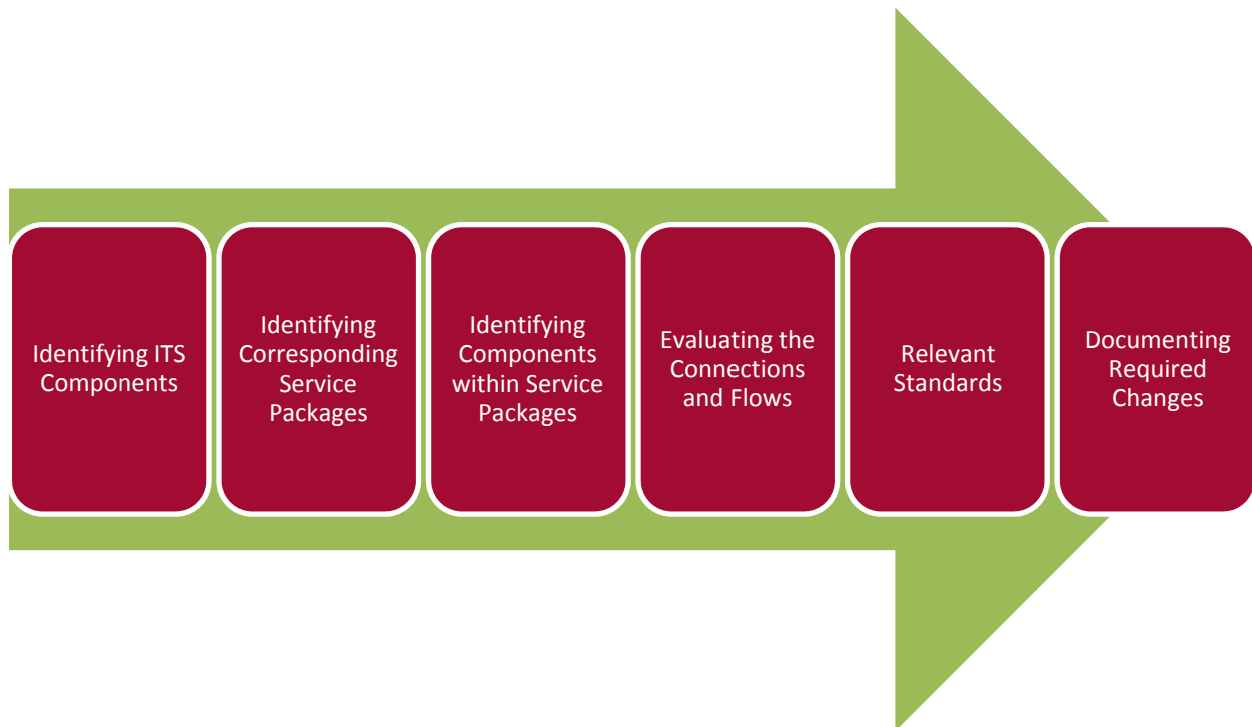 Identifying ITS
Components
Identifying
Corresponding
Service
Packages
Identifying
Components
within Service
Packages
Evaluating the
Connections
and Flows
Relevant
Standards
Documenting
Required
Changes